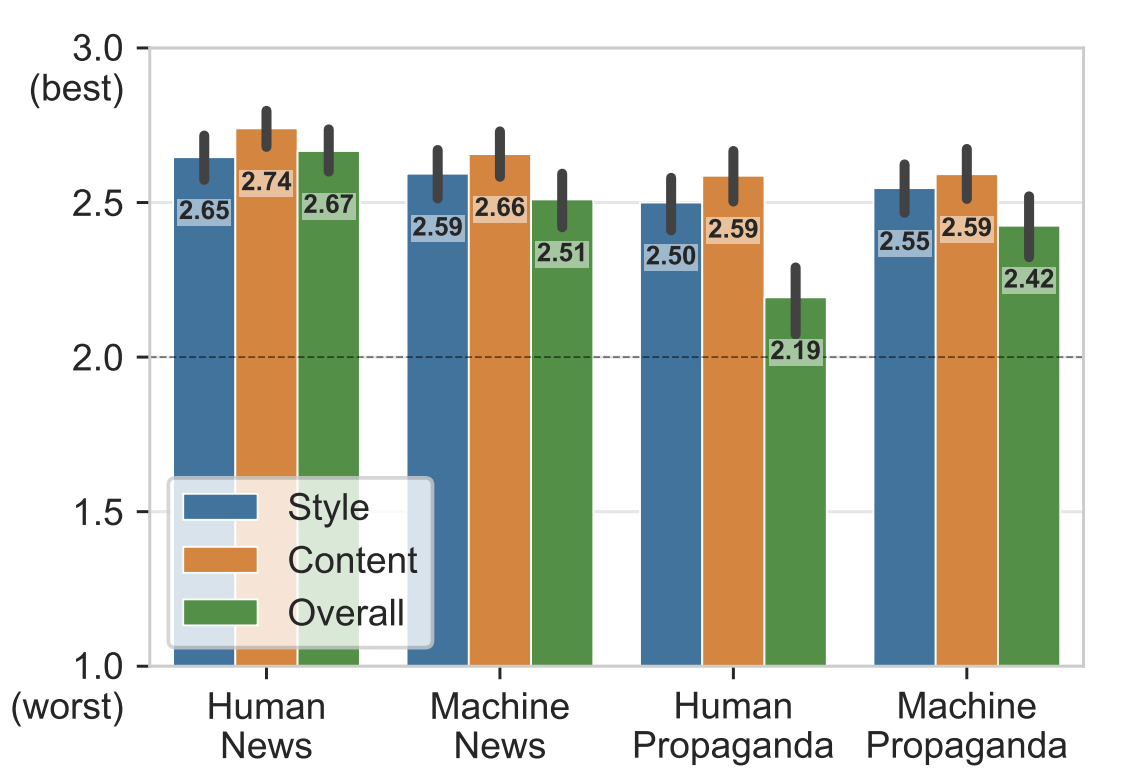 3.0
(best)
2.5
2.0
1.5
1.0
(worst)
2.65
2.74
2.67
2.59
2.66
2.51
2.50
2.59
2.19
2.55
2.59
2.42
Style
Content
Overall
Human
News
Machine
News
Human
Propaganda
Machine
Propaganda